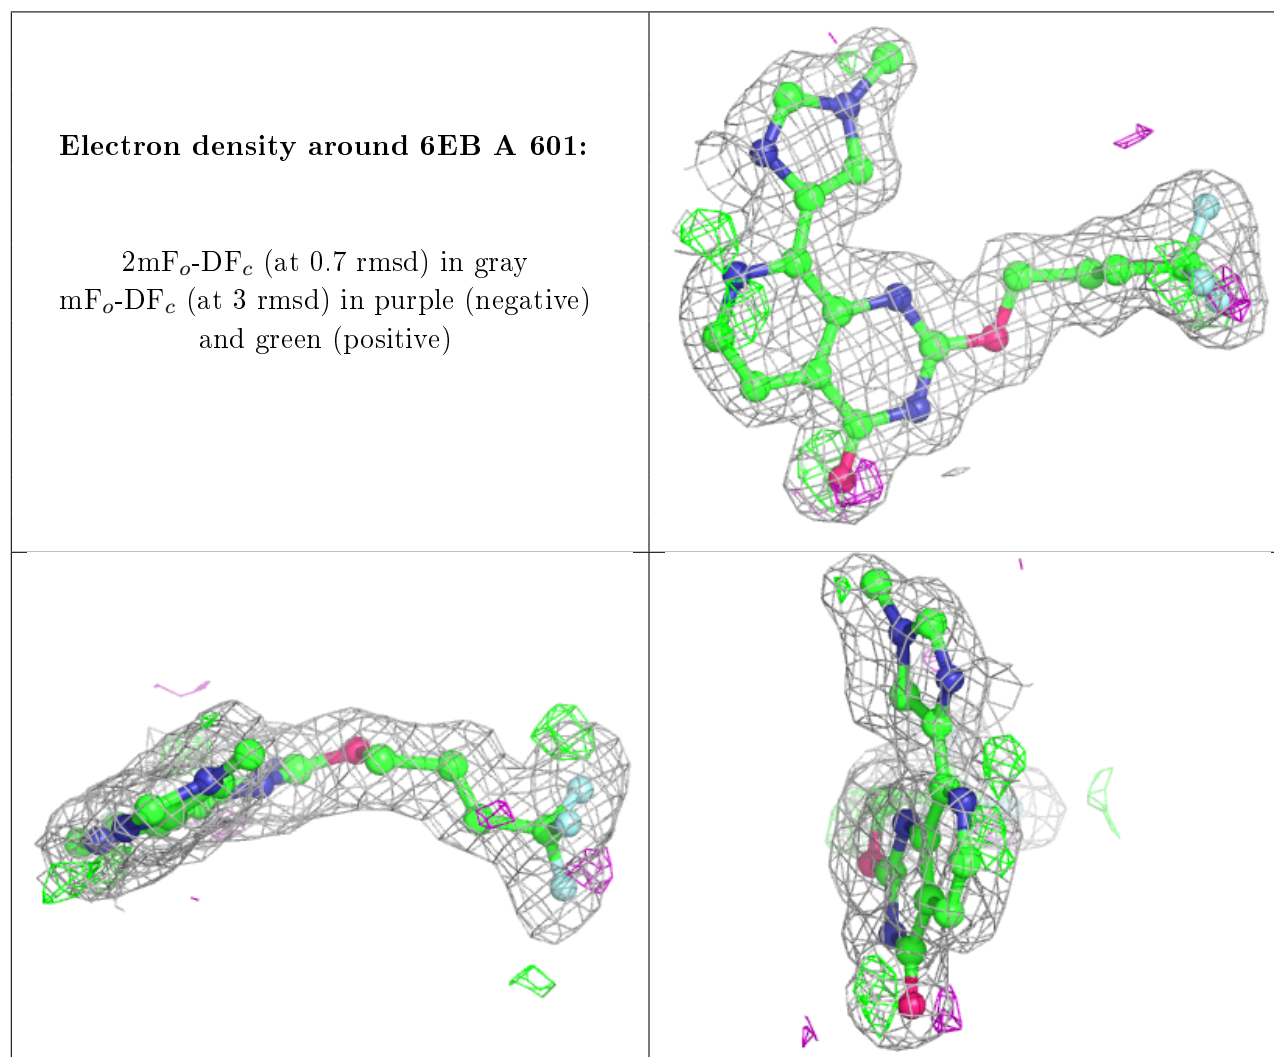 Electron density around 6EB A 601:
2mFo-DFc (at 0.7 rmsd) in gray
mFo-DFc (at 3 rmsd) in purple (negative)
and green (positive)